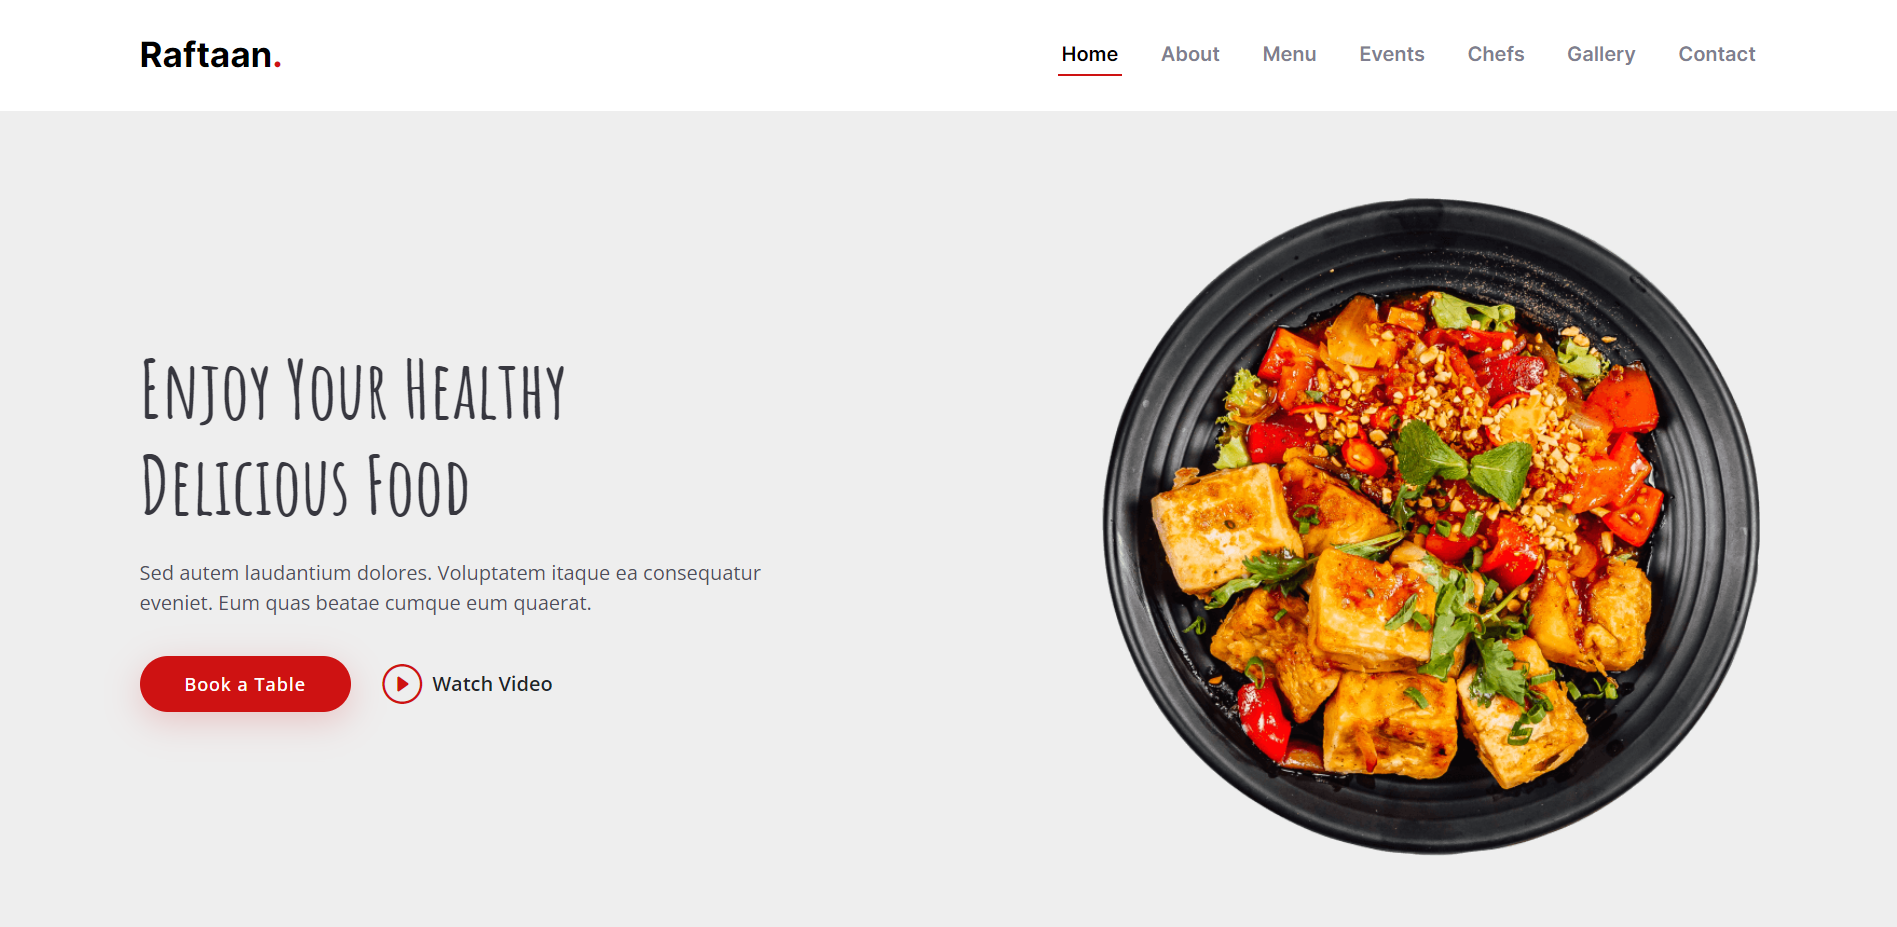 Raftaan.
Home About Menu Events Chefs Gallery Contact
Enjoy Your Healthy
Delicious Food
Sed autem laudantium dolores. Voluptatem itaque ea consequatur
eveniet. Eum quas beatae cumque eum quaerat.
Book a Table
Watch Video